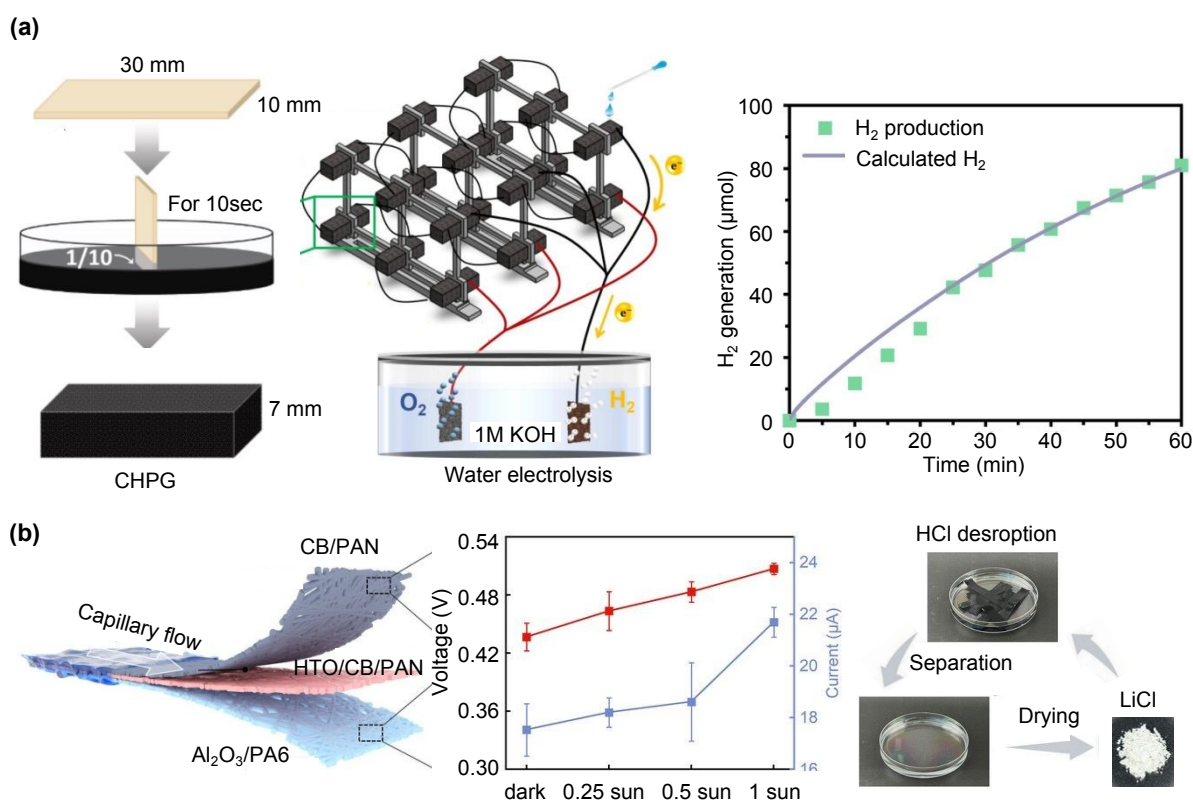 (a)
30 mm
10 mm
For 10sec
1/10
7 mm
CHPG
e⁻
e⁻
O₂
H₂
1M KOH
Water electrolysis
H₂ generation (μmol)
100
80
60
40
20
0
H₂ production
Calculated H₂
0 10 20 30 40 50 60
Time (min)
(b)
CB/PAN
Capillary flow
HTO/CB/PAN
Al₂O₃/PA6
Voltage (V)
0.54
0.48
0.42
0.36
0.30
dark 0.25 sun 0.5 sun 1 sun
24
22
20
18
16
Current (μA)
HCl desroption
Separation
Drying
LiCl